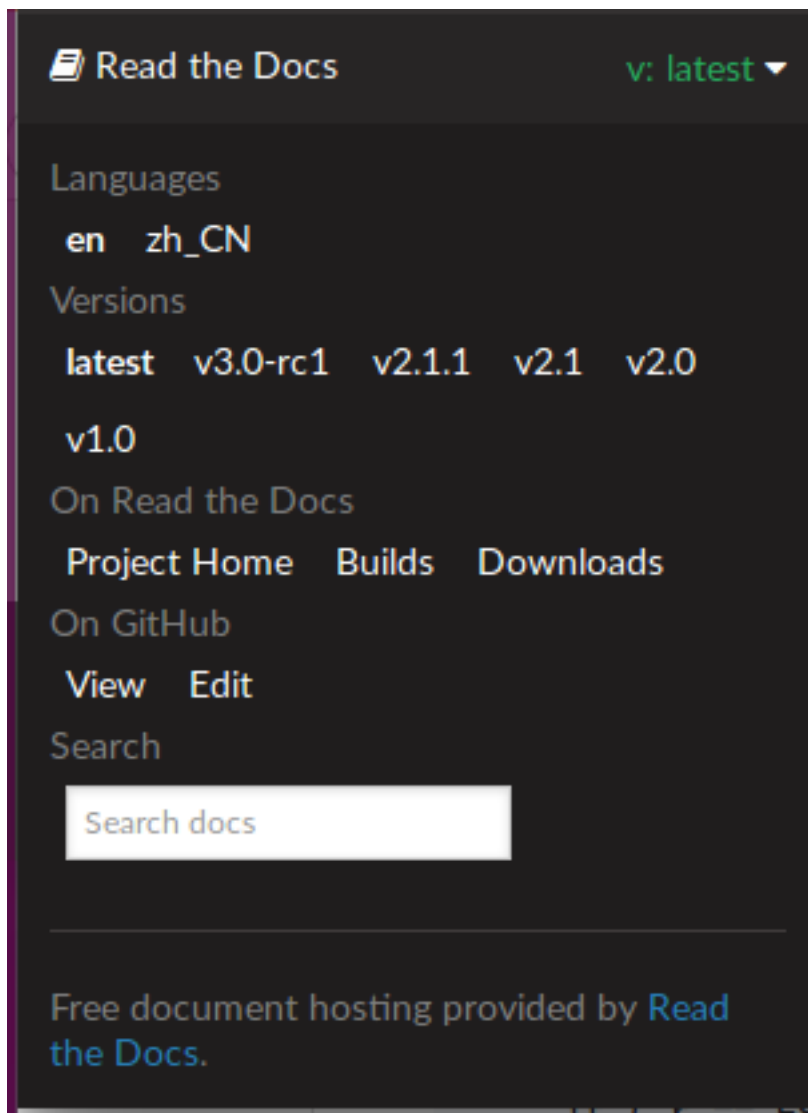 Read the Docs v: latest
Languages
en zh_CN
Versions
latest v3.0-rc1 v2.1.1 v2.1 v2.0
v1.0
On Read the Docs
Project Home Builds Downloads
On GitHub
View Edit
Search
Search docs
Free document hosting provided by Read
the Docs.